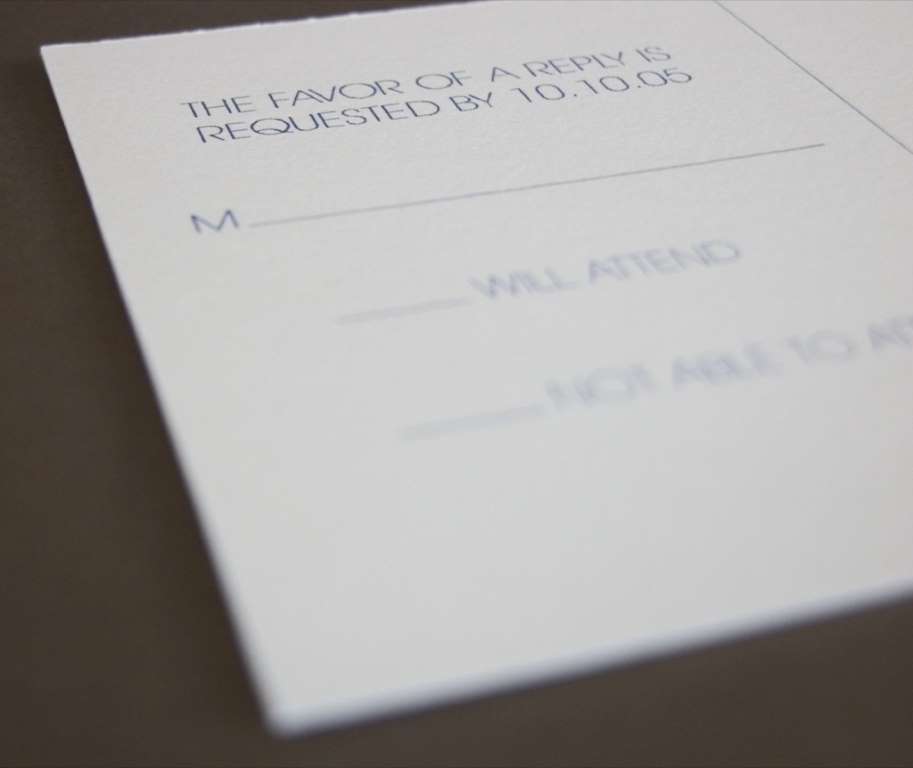 THE FAVOR OF A REPLY IS
REQUESTED BY 10.10.05
M
WILL ATTEND
NOT ABLE TO